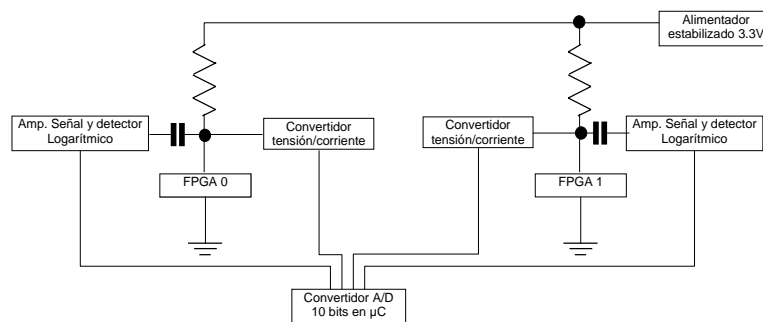 Alimentador
estabilizado 3.3V
Amp. Señal y detector
Logarítmico
Convertidor
tensión/corriente
Convertidor
tensión/corriente
Amp. Señal y detector
Logarítmico
FPGA 0
FPGA 1
Convertidor A/D
10 bits en µC